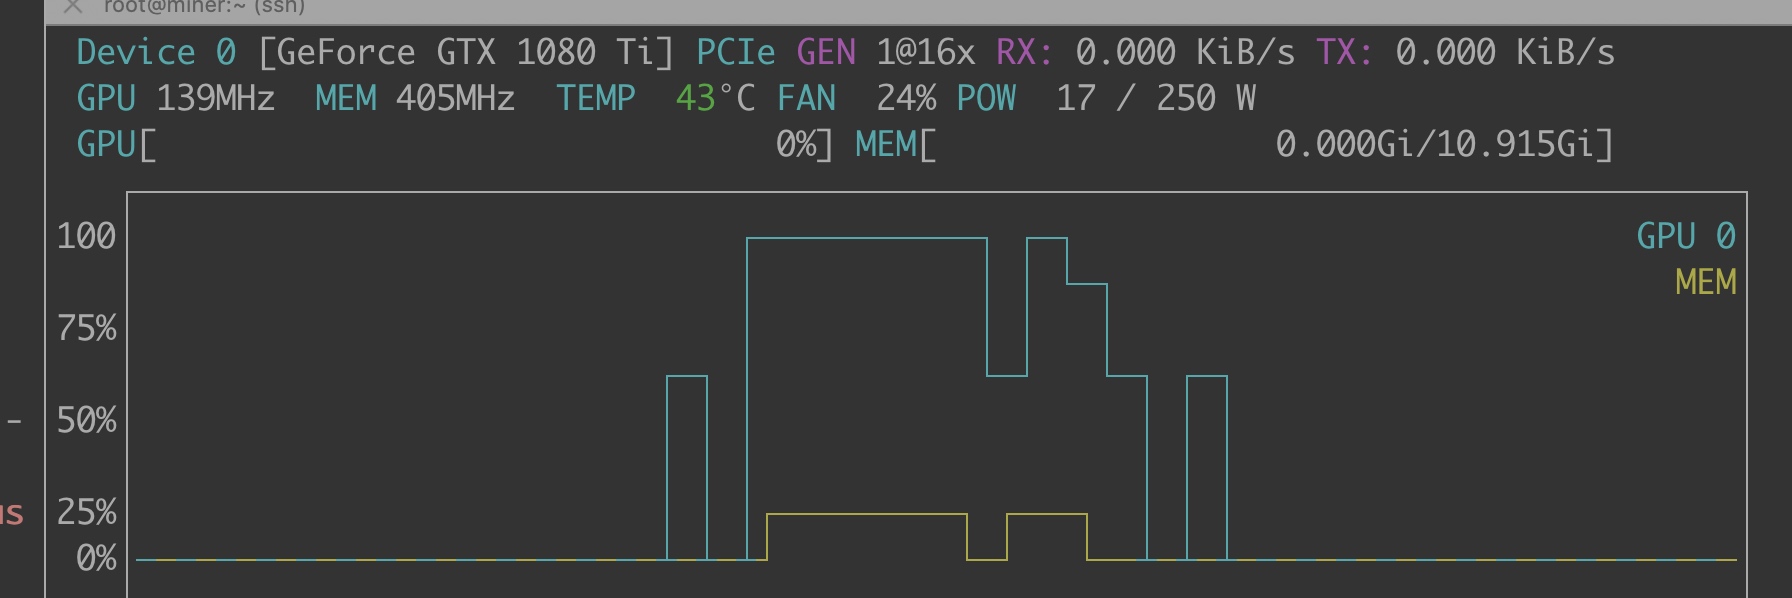 root@miner:~ (ssh)
Device 0 [GeForce GTX 1080 Ti] PCIe GEN 1@16x RX: 0.000 KiB/s TX: 0.000 KiB/s
GPU 139MHz MEM 405MHz TEMP 43°C FAN 24% POW 17 / 250 W
GPU[ 0%] MEM[ 0.000Gi/10.915Gi]
100
GPU 0
MEM
75%
- 50%
us 25%
0%